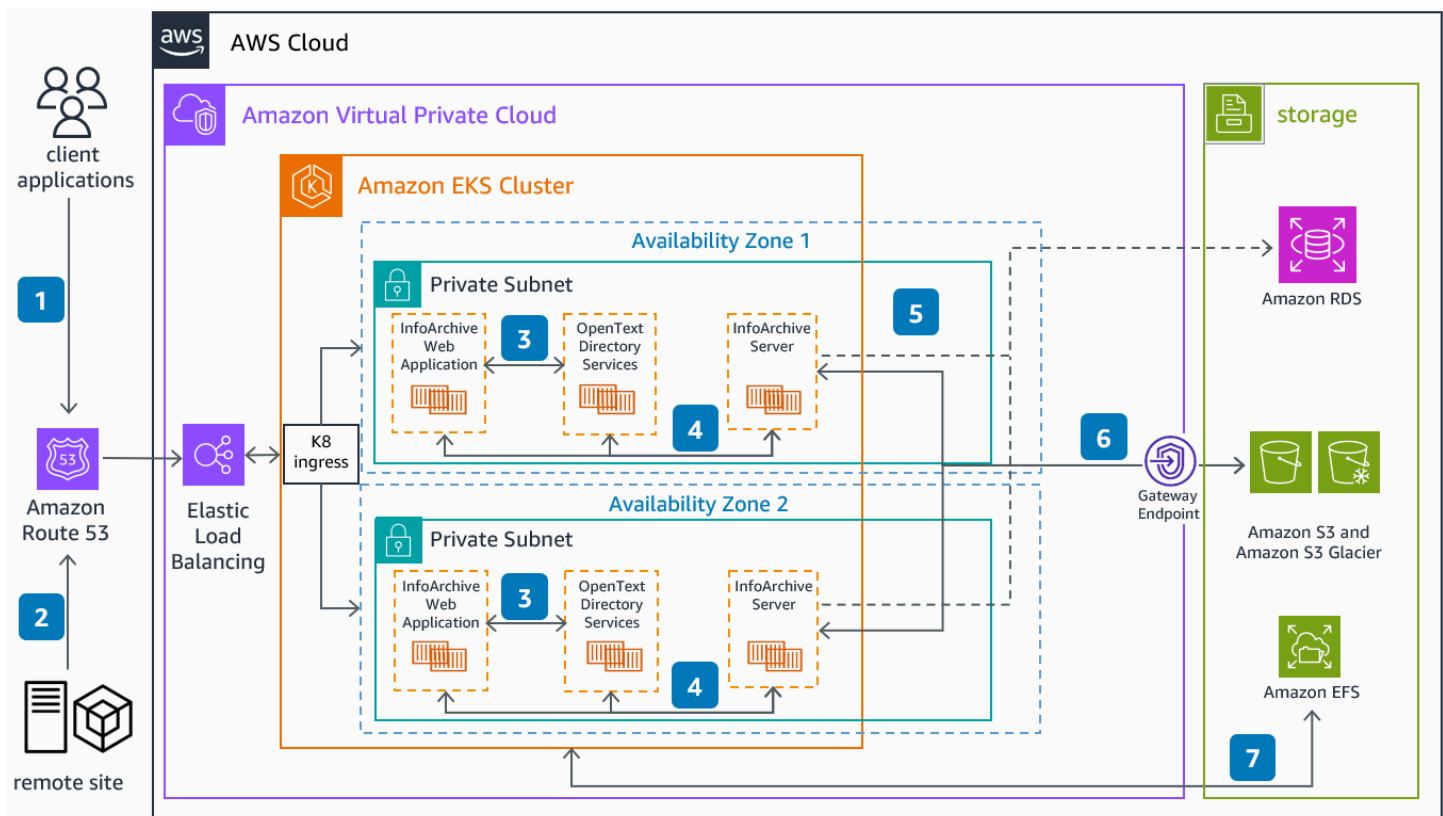 aws
AWS Cloud
client
applications
Amazon Virtual Private Cloud
storage
Amazon EKS Cluster
Availability Zone 1
Private Subnet
1
InfoArchive
Web
Application
3
OpenText
Directory
Services
InfoArchive
Server
5
Amazon RDS
4
6
K8
ingress
53
Amazon
Route 53
Elastic
Load
Balancing
Gateway
Endpoint
Amazon S3 and
Amazon S3 Glacier
Availability Zone 2
Private Subnet
2
InfoArchive
Web
Application
3
OpenText
Directory
Services
InfoArchive
Server
4
Amazon EFS
7
remote site
K